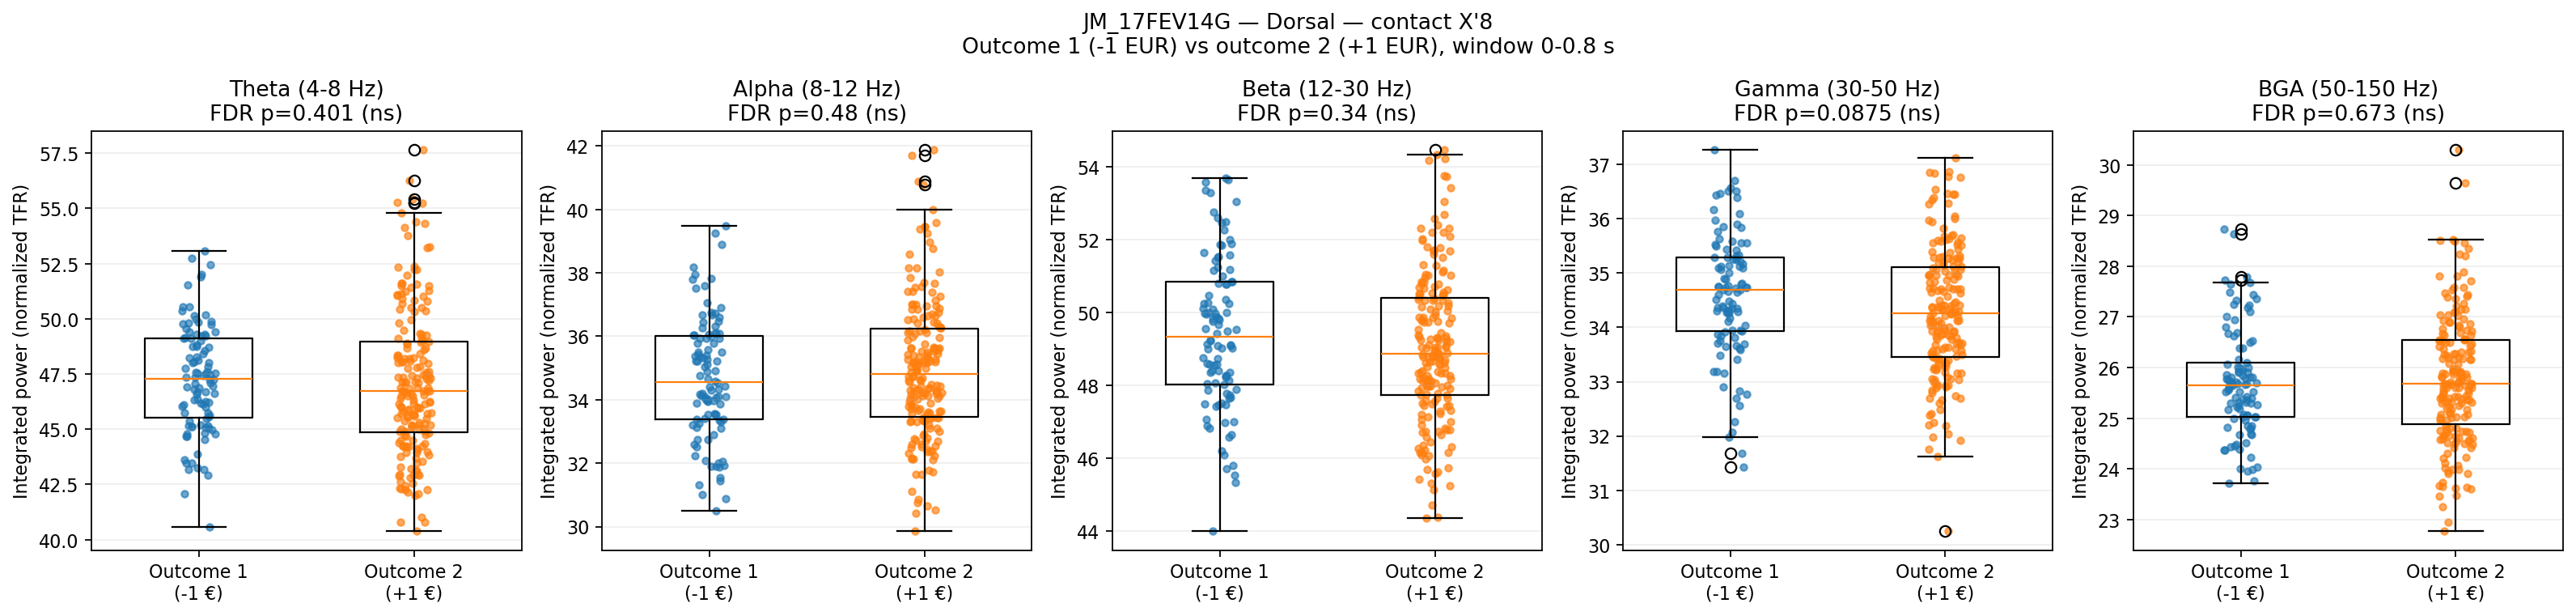 JM_17FEV14G — Dorsal — contact X'8
Outcome 1 (-1 EUR) vs outcome 2 (+1 EUR), window 0-0.8 s
Theta (4-8 Hz)
FDR p=0.401 (ns)
Integrated power (normalized TFR)
57.5
55.0
52.5
50.0
47.5
45.0
42.5
40.0
Outcome 1
(-1 €)
Outcome 2
(+1 €)
Alpha (8-12 Hz)
FDR p=0.48 (ns)
Integrated power (normalized TFR)
42
40
38
36
34
32
30
Outcome 1
(-1 €)
Outcome 2
(+1 €)
Beta (12-30 Hz)
FDR p=0.34 (ns)
Integrated power (normalized TFR)
54
52
50
48
46
44
Outcome 1
(-1 €)
Outcome 2
(+1 €)
Gamma (30-50 Hz)
FDR p=0.0875 (ns)
Integrated power (normalized TFR)
37
36
35
34
33
32
31
30
Outcome 1
(-1 €)
Outcome 2
(+1 €)
BGA (50-150 Hz)
FDR p=0.673 (ns)
Integrated power (normalized TFR)
30
29
28
27
26
25
24
23
Outcome 1
(-1 €)
Outcome 2
(+1 €)